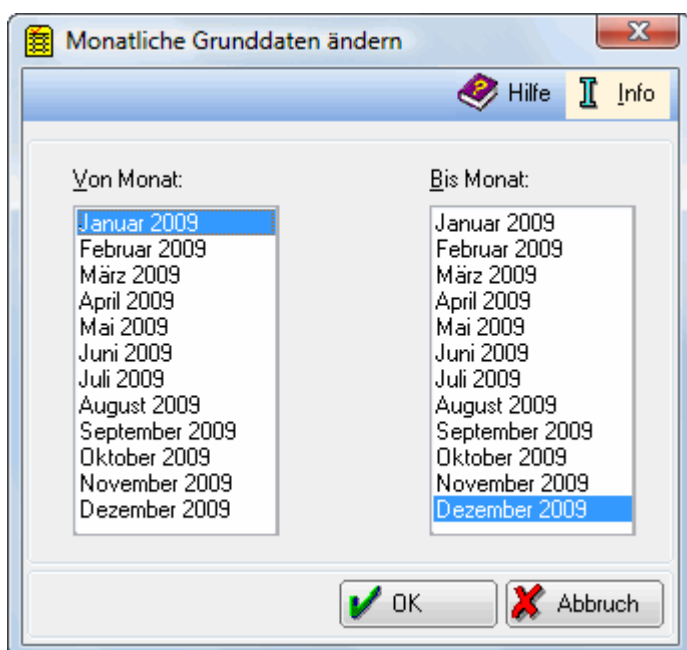 Monatliche Grunddaten ändern
Hilfe Info
Von Monat:
Januar 2009
Februar 2009
März 2009
April 2009
Mai 2009
Juni 2009
Juli 2009
August 2009
September 2009
Oktober 2009
November 2009
Dezember 2009
Bis Monat:
Januar 2009
Februar 2009
März 2009
April 2009
Mai 2009
Juni 2009
Juli 2009
August 2009
September 2009
Oktober 2009
November 2009
Dezember 2009
OK Abbruch